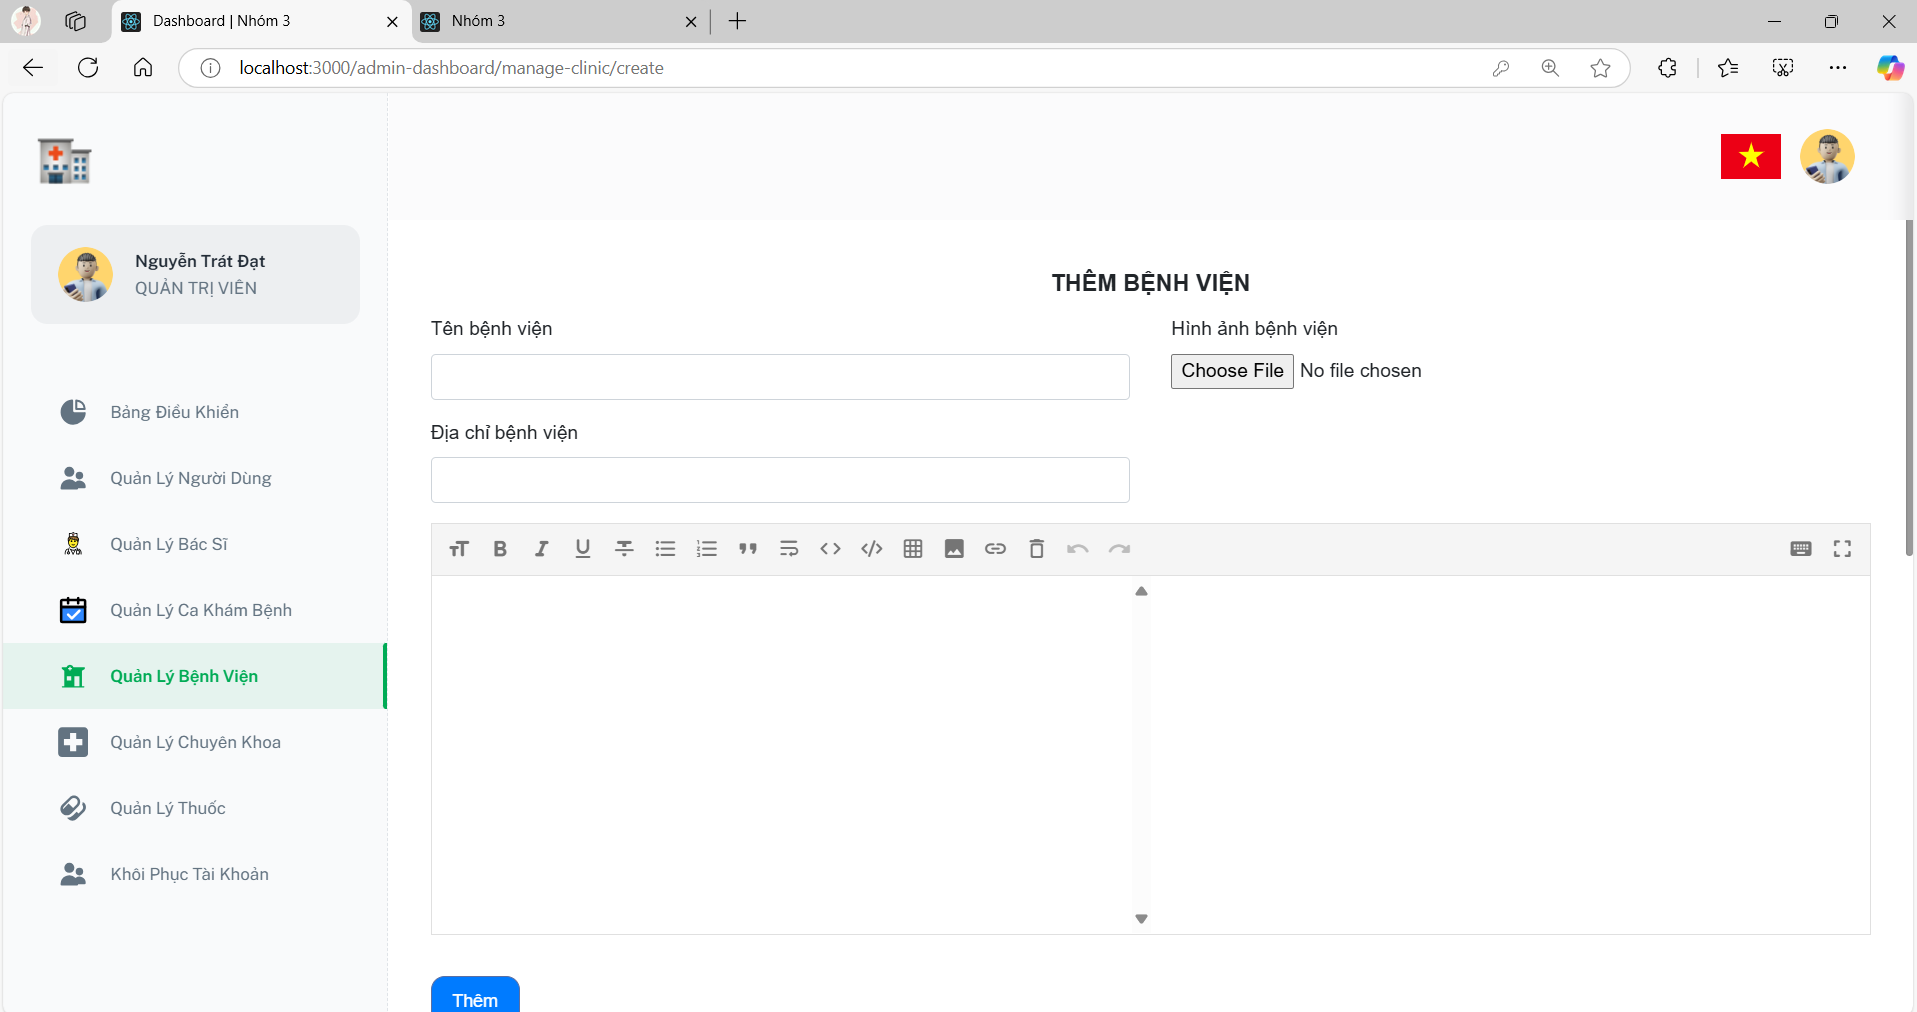 Dashboard | Nhóm 3
Nhóm 3
localhost:3000/admin-dashboard/manage-clinic/create
Nguyễn Trát Đạt
QUẢN TRỊ VIÊN
Bảng Điều Khiển
Quản Lý Người Dùng
Quản Lý Bác Sĩ
Quản Lý Ca Khám Bệnh
Quản Lý Bệnh Viện
Quản Lý Chuyên Khoa
Quản Lý Thuốc
Khôi Phục Tài Khoản
THÊM BỆNH VIỆN
Tên bệnh viện
Hình ảnh bệnh viện
Choose File No file chosen
Địa chỉ bệnh viện
Thêm